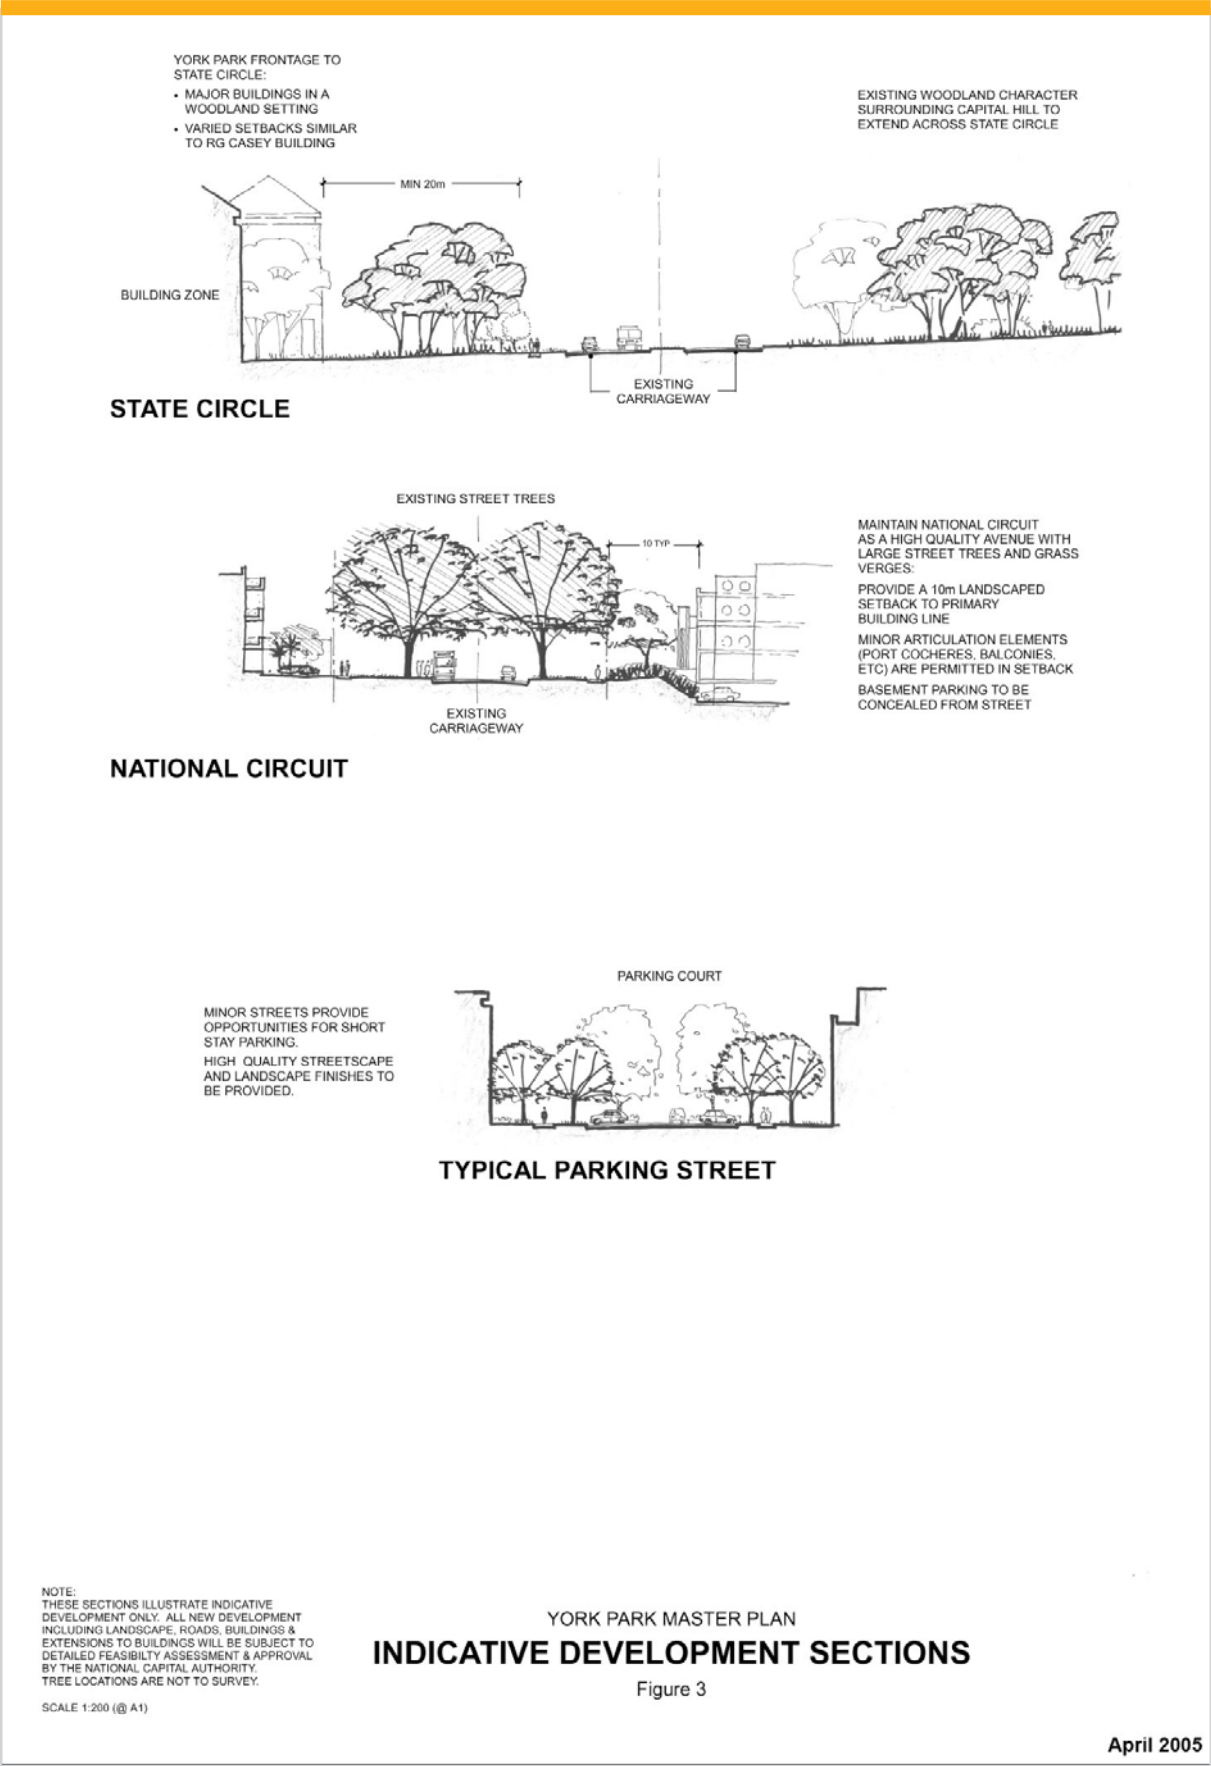 YORK PARK FRONTAGE TO
STATE CIRCLE:
• MAJOR BUILDINGS IN A
WOODLAND SETTING
• VARIED SETBACKS SIMILAR
TO RG CASEY BUILDING
EXISTING WOODLAND CHARACTER
SURROUNDING CAPITAL HILL TO
EXTEND ACROSS STATE CIRCLE
MIN 20m
BUILDING ZONE
EXISTING
CARRIAGEWAY
STATE CIRCLE
EXISTING STREET TREES
10 TYP
MAINTAIN NATIONAL CIRCUIT
AS A HIGH QUALITY AVENUE WITH
LARGE STREET TREES AND GRASS
VERGES:
PROVIDE A 10m LANDSCAPED
SETBACK TO PRIMARY
BUILDING LINE
MINOR ARTICULATION ELEMENTS
(PORT COCHERES, BALCONIES,
ETC) ARE PERMITTED IN SETBACK
BASEMENT PARKING TO BE
CONCEALED FROM STREET
EXISTING
CARRIAGEWAY
NATIONAL CIRCUIT
PARKING COURT
MINOR STREETS PROVIDE
OPPORTUNITIES FOR SHORT
STAY PARKING.
HIGH QUALITY STREETSCAPE
AND LANDSCAPE FINISHES TO
BE PROVIDED.
TYPICAL PARKING STREET
NOTE:
THESE SECTIONS ILLUSTRATE INDICATIVE
DEVELOPMENT ONLY. ALL NEW DEVELOPMENT
INCLUDING LANDSCAPE, ROADS, BUILDINGS &
EXTENSIONS TO BUILDINGS WILL BE SUBJECT TO
DETAILED FEASIBILTY ASSESSMENT & APPROVAL
BY THE NATIONAL CAPITAL AUTHORITY.
TREE LOCATIONS ARE NOT TO SURVEY.
SCALE 1:200 (@ A1)
YORK PARK MASTER PLAN
INDICATIVE DEVELOPMENT SECTIONS
Figure 3
April 2005